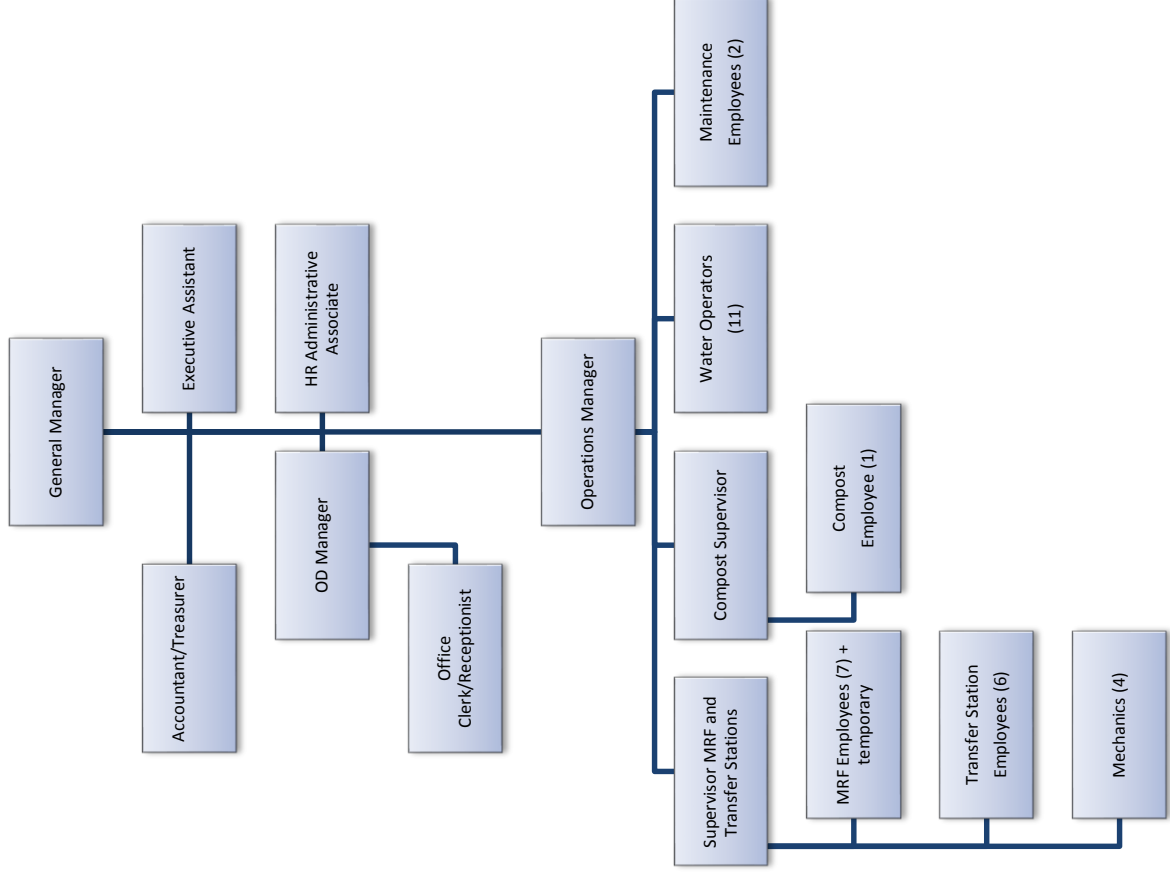 General Manager
Accountant/Treasurer
Executive Assistant
OD Manager
HR Administrative
Associate
Office
Clerk/Receptionist
Operations Manager
Supervisor MRF and
Transfer Stations
Compost Supervisor
Water Operators
(11)
Maintenance
Employees (2)
MRF Employees (7) +
temporary
Compost
Employee (1)
Transfer Station
Employees (6)
Mechanics (4)